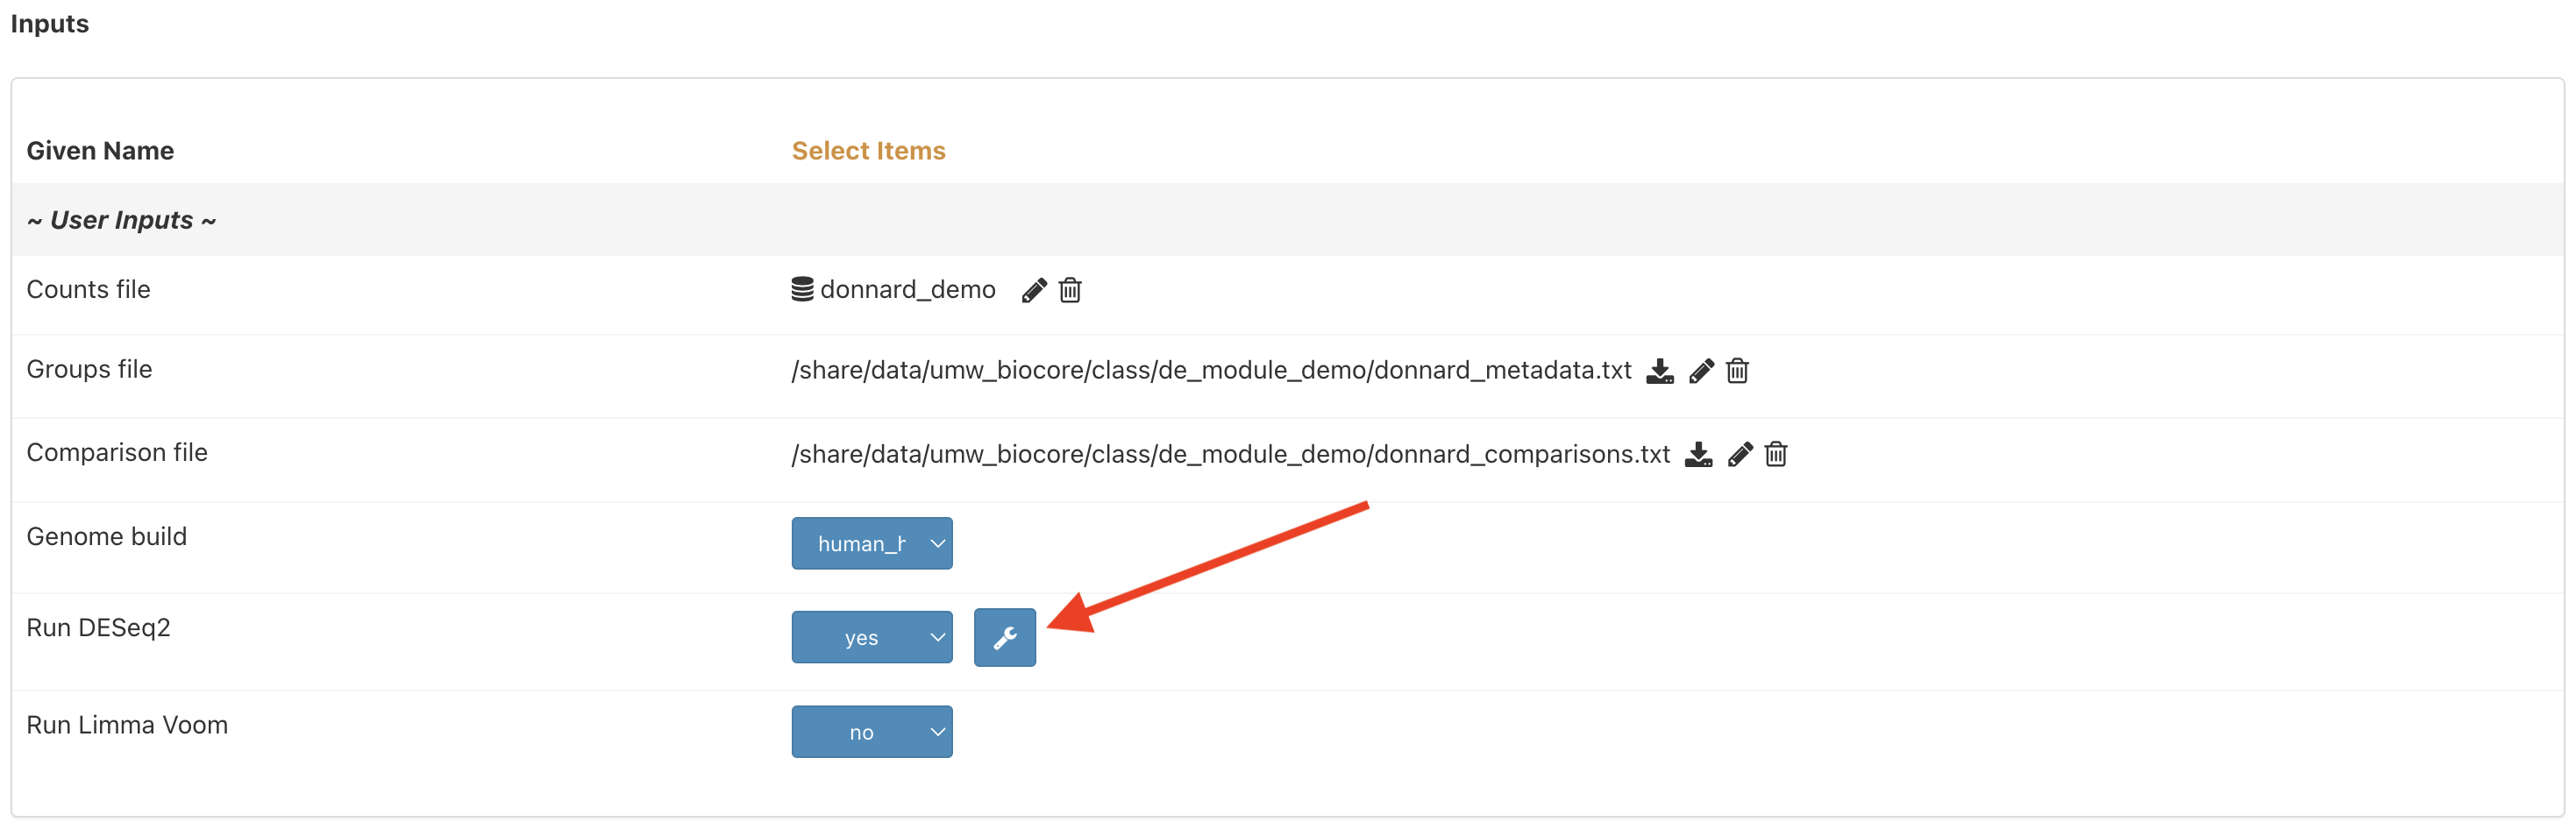 Inputs
Given Name Select Items
~ User Inputs ~
Counts file donnard_demo
Groups file /share/data/umw_biocore/class/de_module_demo/donnard_metadata.txt
Comparison file /share/data/umw_biocore/class/de_module_demo/donnard_comparisons.txt
Genome build human_h
Run DESeq2 yes
Run Limma Voom no